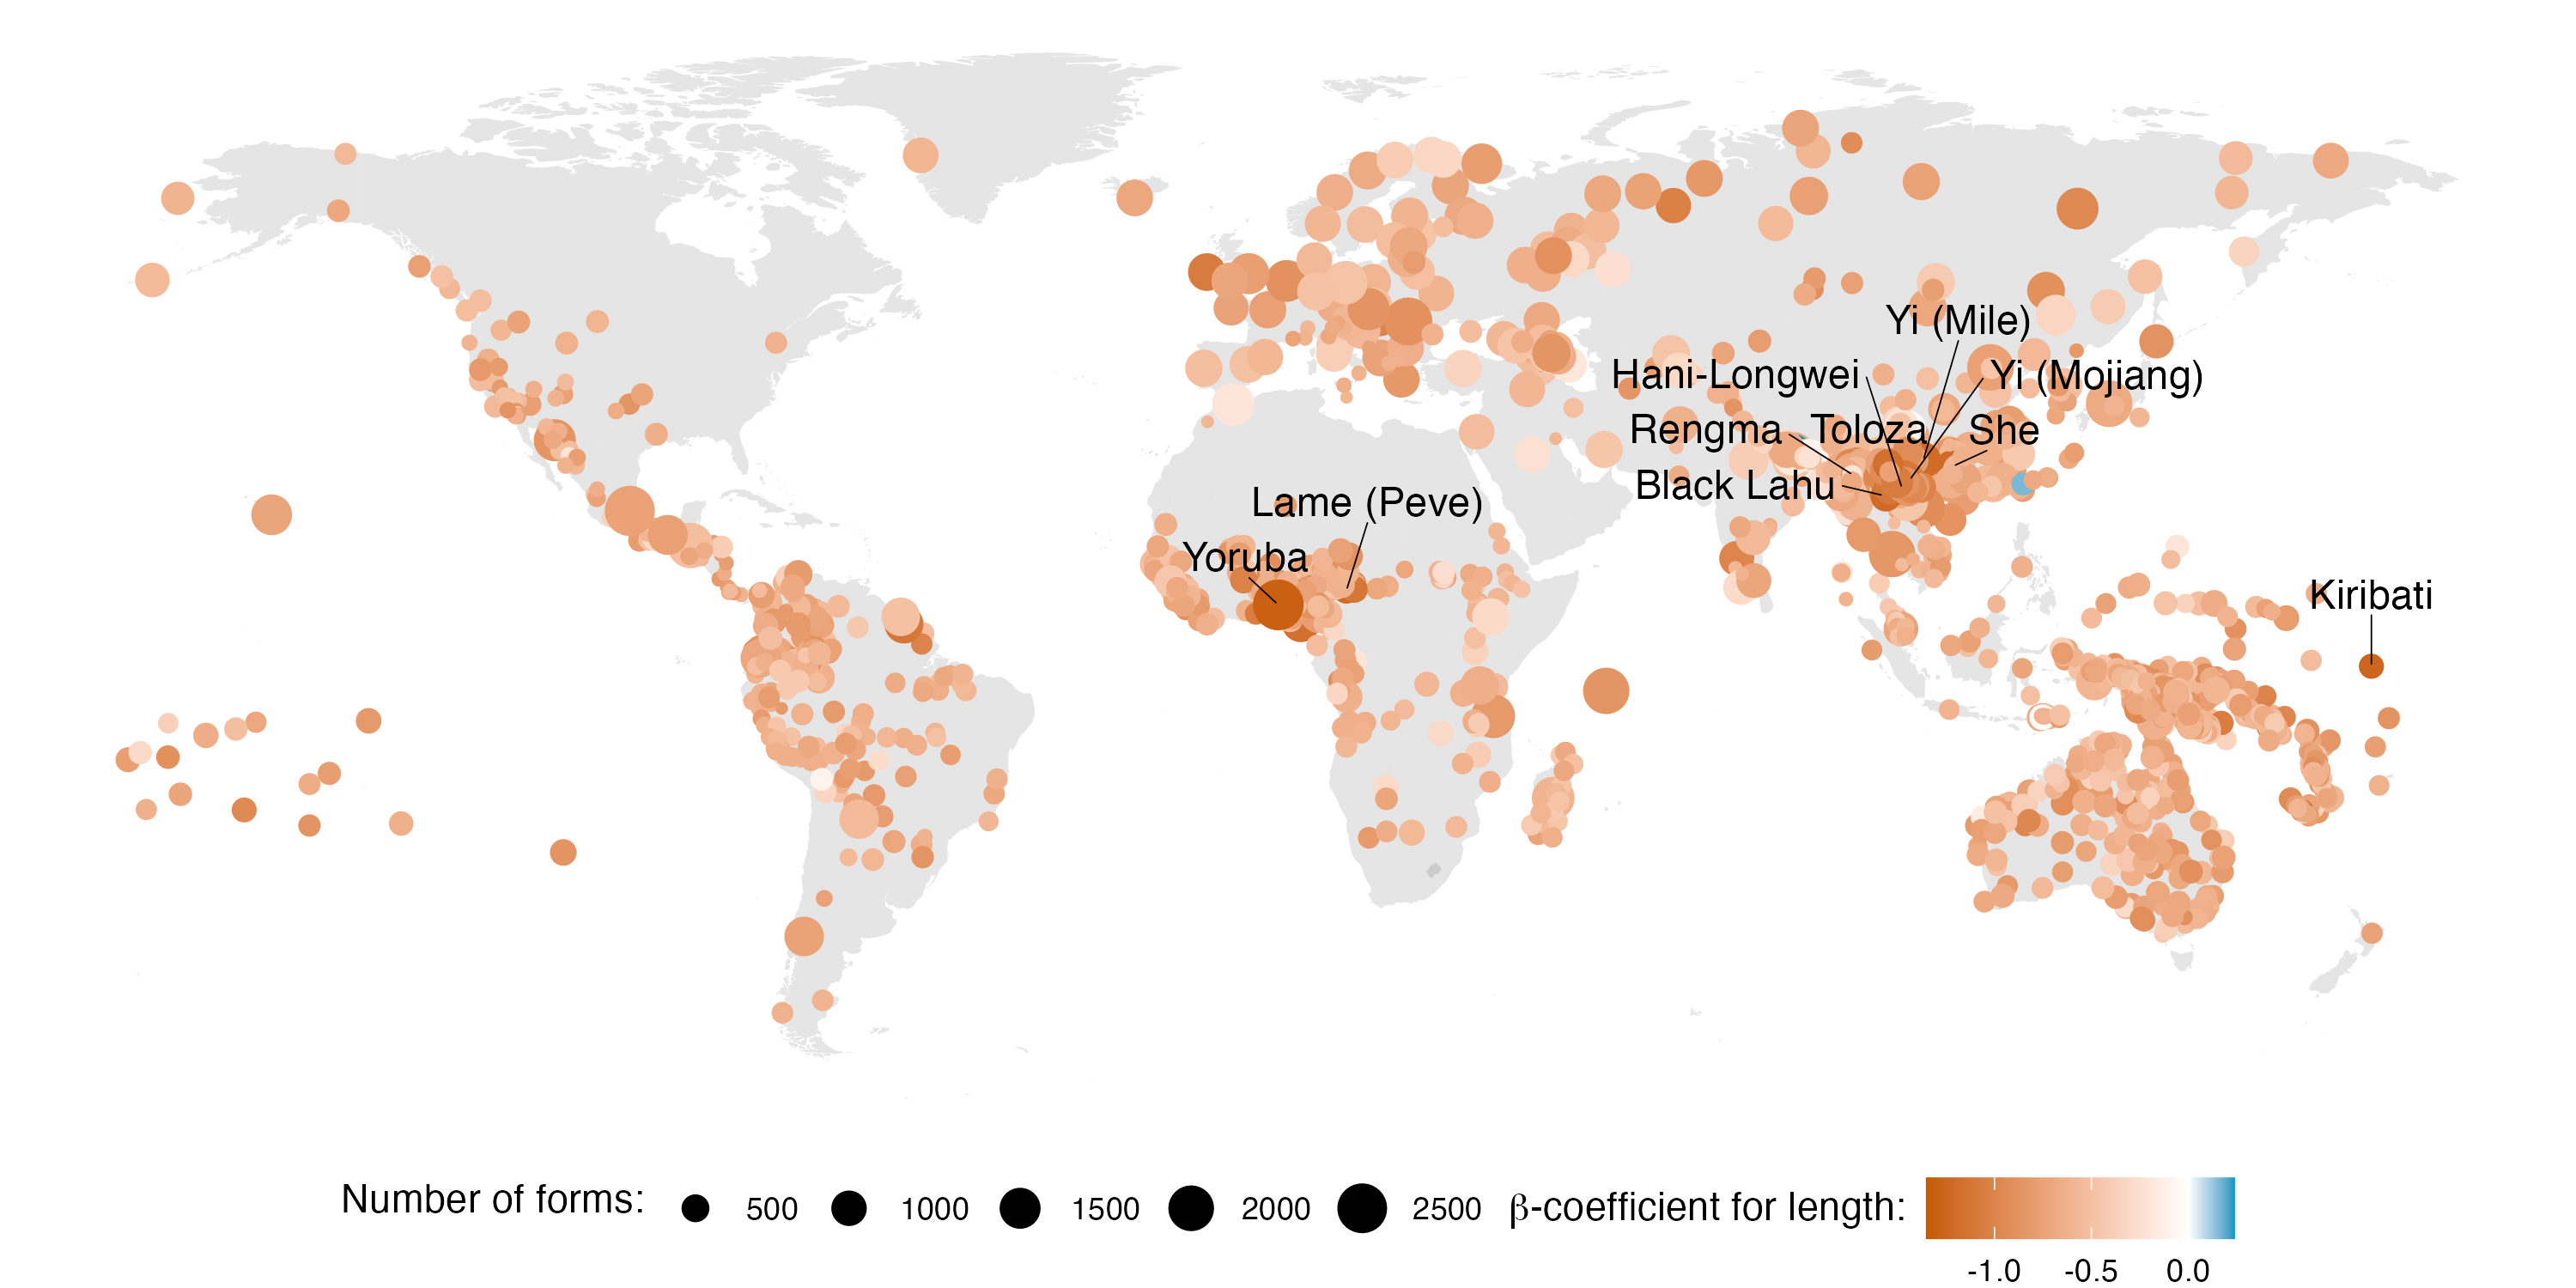 Yi (Mile)
Hani-Longwei
Yi (Mojiang)
Rengma
Toloza
She
Black Lahu
Lame (Peve)
Yoruba
Kiribati
Number of forms: 500 1000 1500 2000 2500
β-coefficient for length:
-1.0 -0.5 0.0